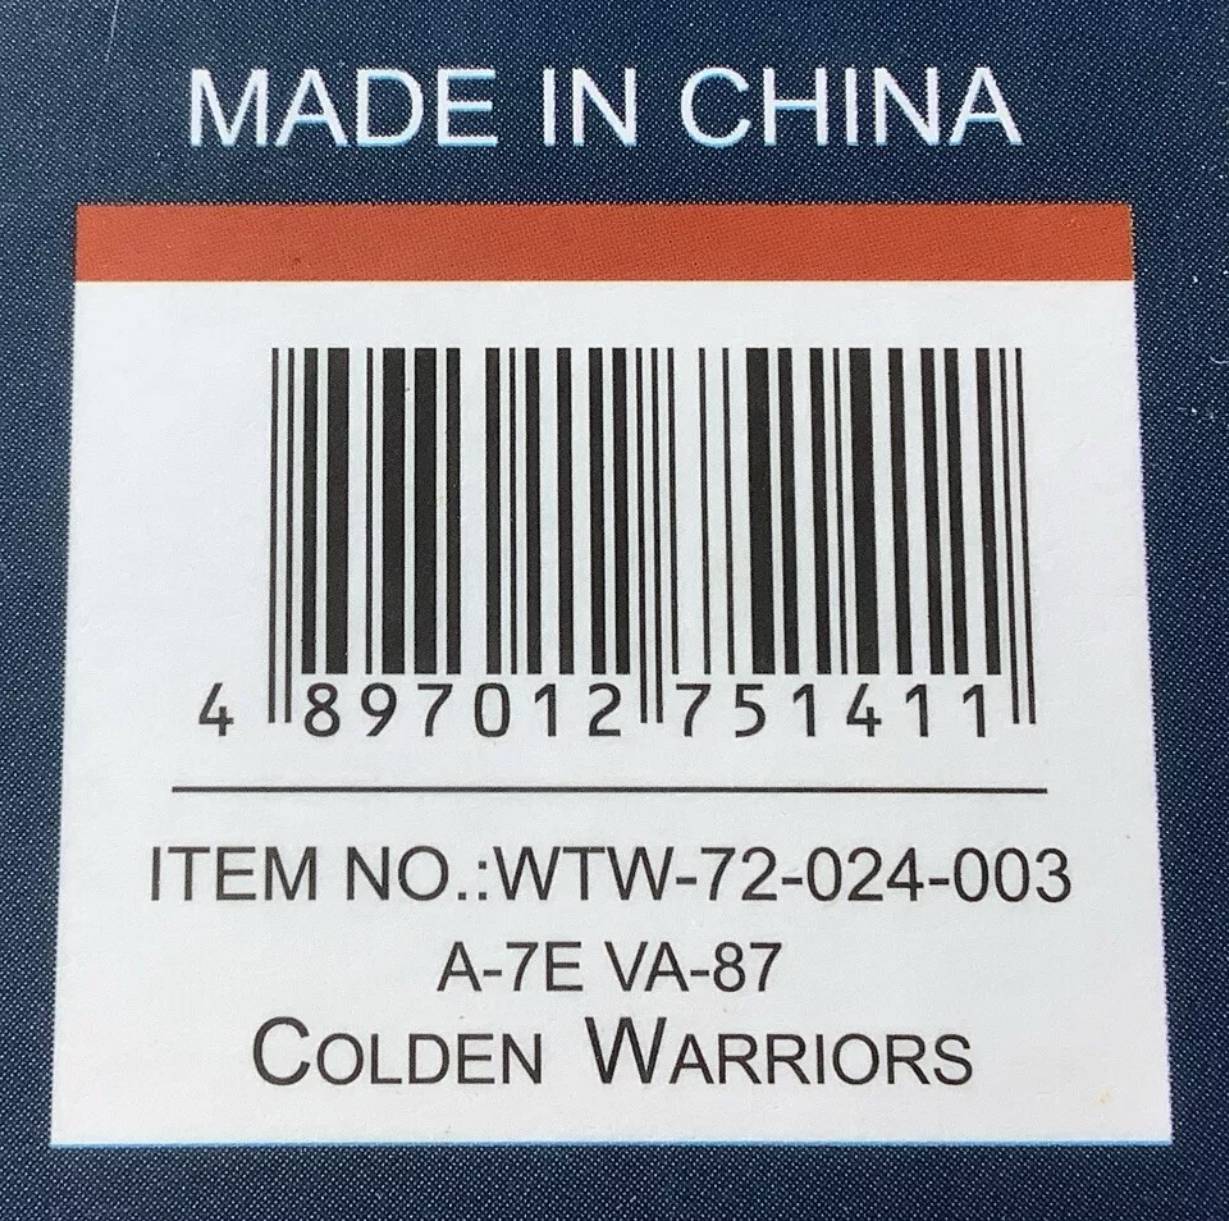 MADE IN CHINA
4 897012 751411
ITEM NO.:WTW-72-024-003
A-7E VA-87
COLDEN WARRIORS